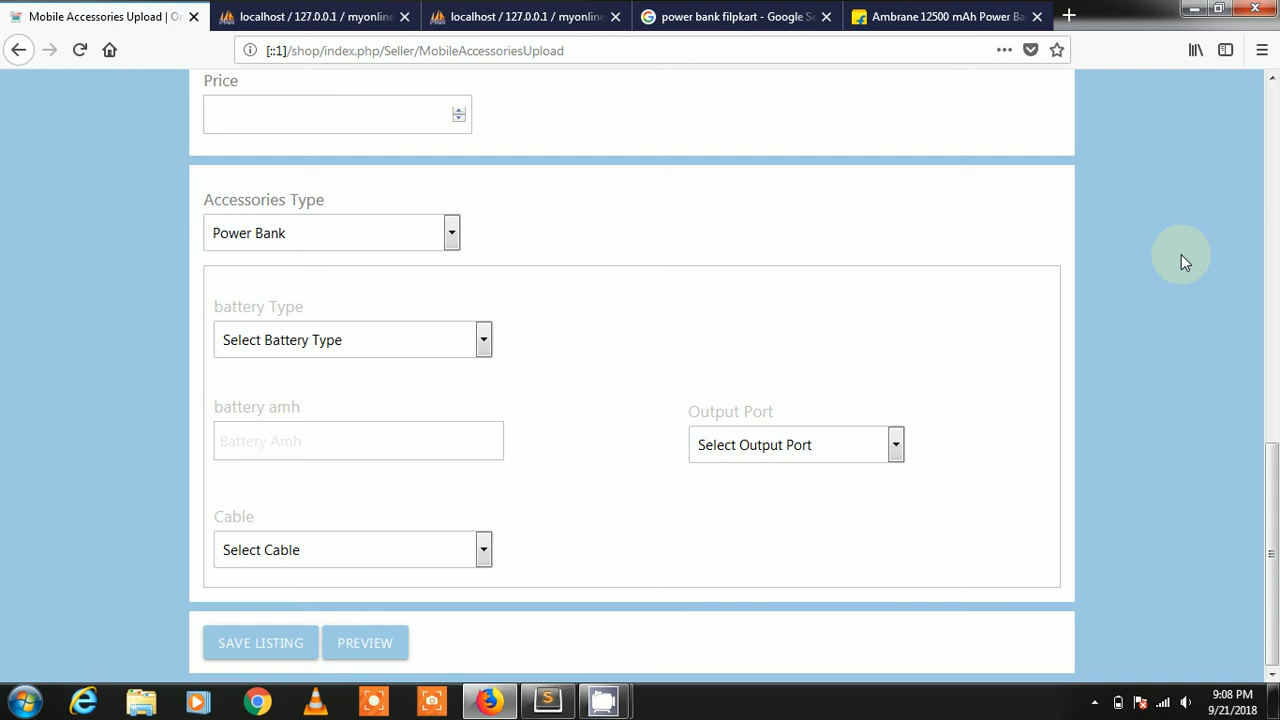 Mobile Accessories Upload | O
localhost / 127.0.0.1 / myonline
localhost / 127.0.0.1 / myonline
power bank filpkart - Google S
Ambrane 12500 mAh Power Ba
[::1]/shop/index.php/Seller/MobileAccessoriesUpload
Price
Accessories Type
Power Bank
battery Type
Select Battery Type
battery amh
Battery Amh
Output Port
Select Output Port
Cable
Select Cable
SAVE LISTING
PREVIEW
9:08 PM
9/21/2018